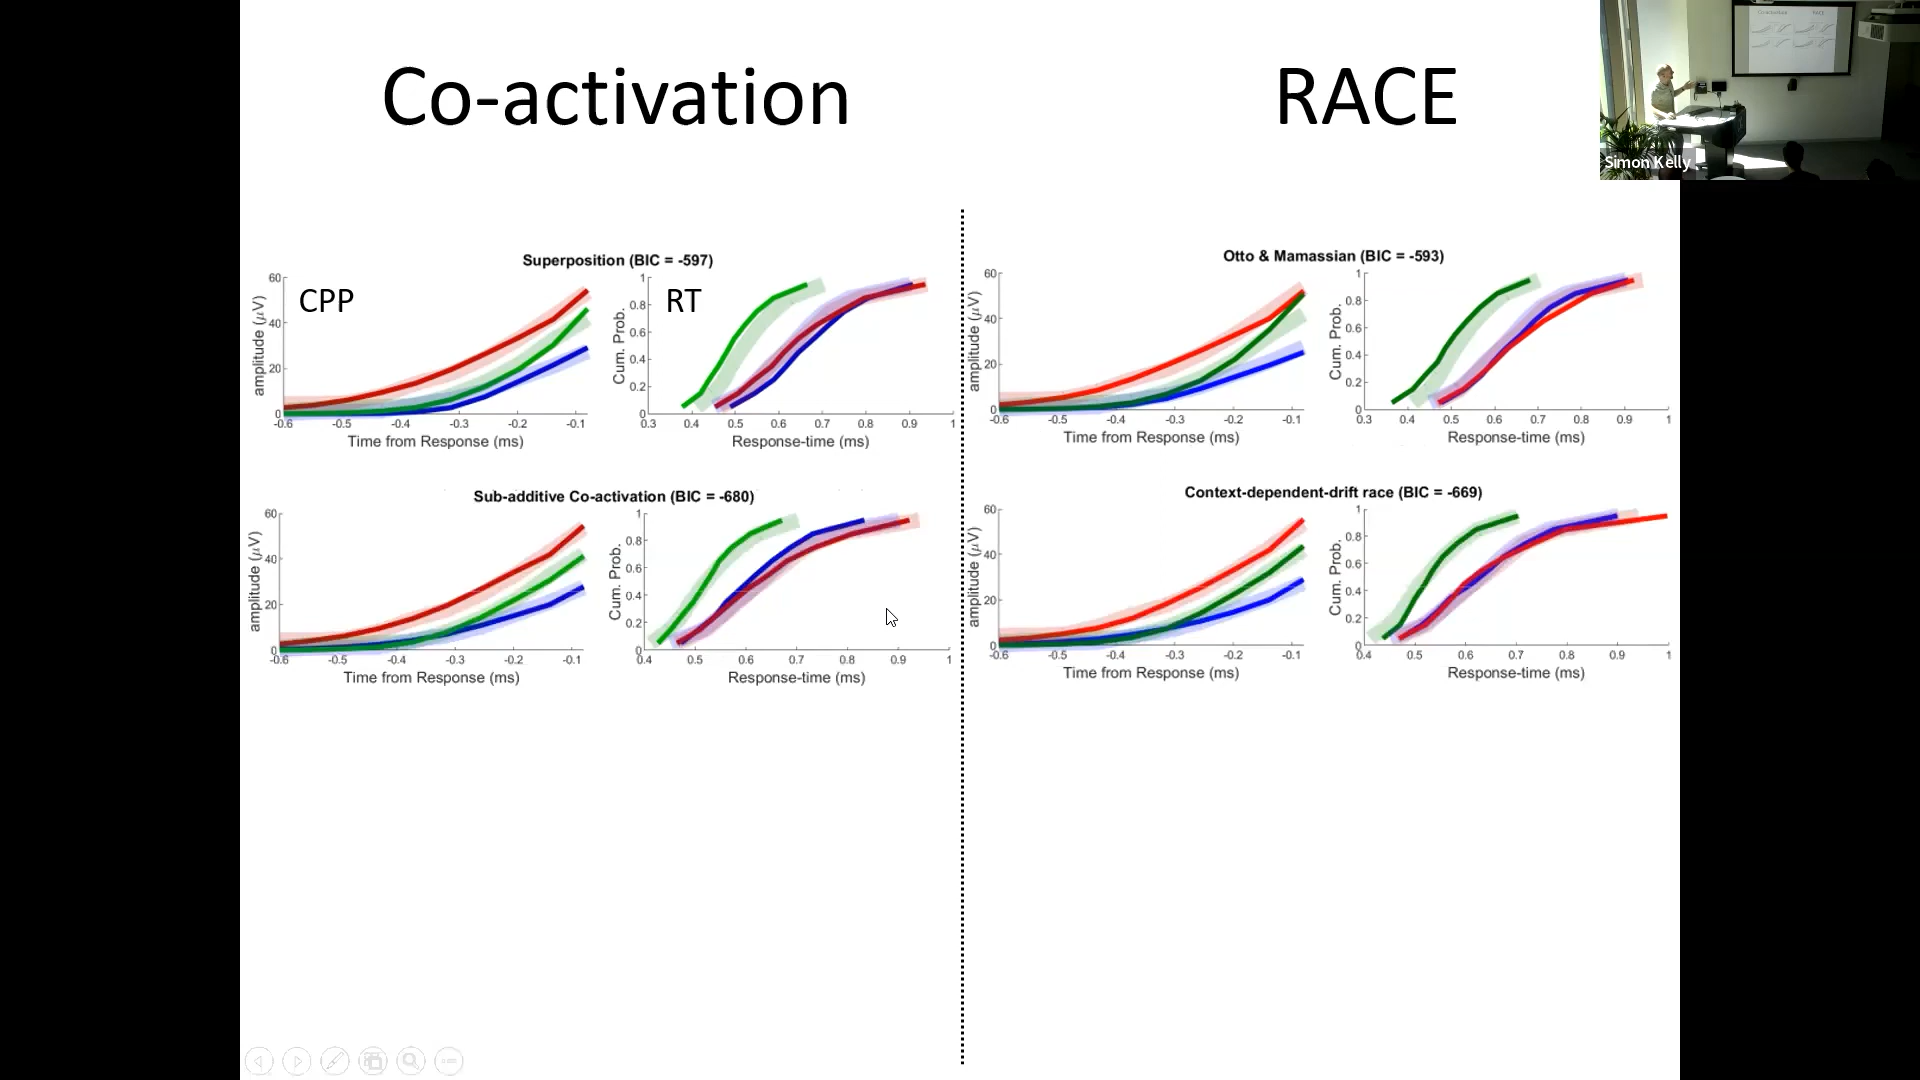 Co-activation
RACE
Simon Kelly
Superposition (BIC = -597)
CPP
amplitude (μV)
60
40
20
0
-0.6 -0.5 -0.4 -0.3 -0.2 -0.1
Time from Response (ms)
RT
Cum. Prob.
1
0.8
0.6
0.4
0.2
0
0.3 0.4 0.5 0.6 0.7 0.8 0.9 1
Response-time (ms)
Otto & Mamassian (BIC = -593)
amplitude (μV)
60
40
20
0
-0.6 -0.5 -0.4 -0.3 -0.2 -0.1
Time from Response (ms)
Cum. Prob.
1
0.8
0.6
0.4
0.2
0
0.3 0.4 0.5 0.6 0.7 0.8 0.9 1
Response-time (ms)
Sub-additive Co-activation (BIC = -680)
amplitude (μV)
60
40
20
0
-0.6 -0.5 -0.4 -0.3 -0.2 -0.1
Time from Response (ms)
Cum. Prob.
1
0.8
0.6
0.4
0.2
0
0.4 0.5 0.6 0.7 0.8 0.9 1
Response-time (ms)
Context-dependent-drift race (BIC = -669)
amplitude (μV)
60
40
20
0
-0.6 -0.5 -0.4 -0.3 -0.2 -0.1
Time from Response (ms)
Cum. Prob.
1
0.8
0.6
0.4
0.2
0
0.4 0.5 0.6 0.7 0.8 0.9 1
Response-time (ms)